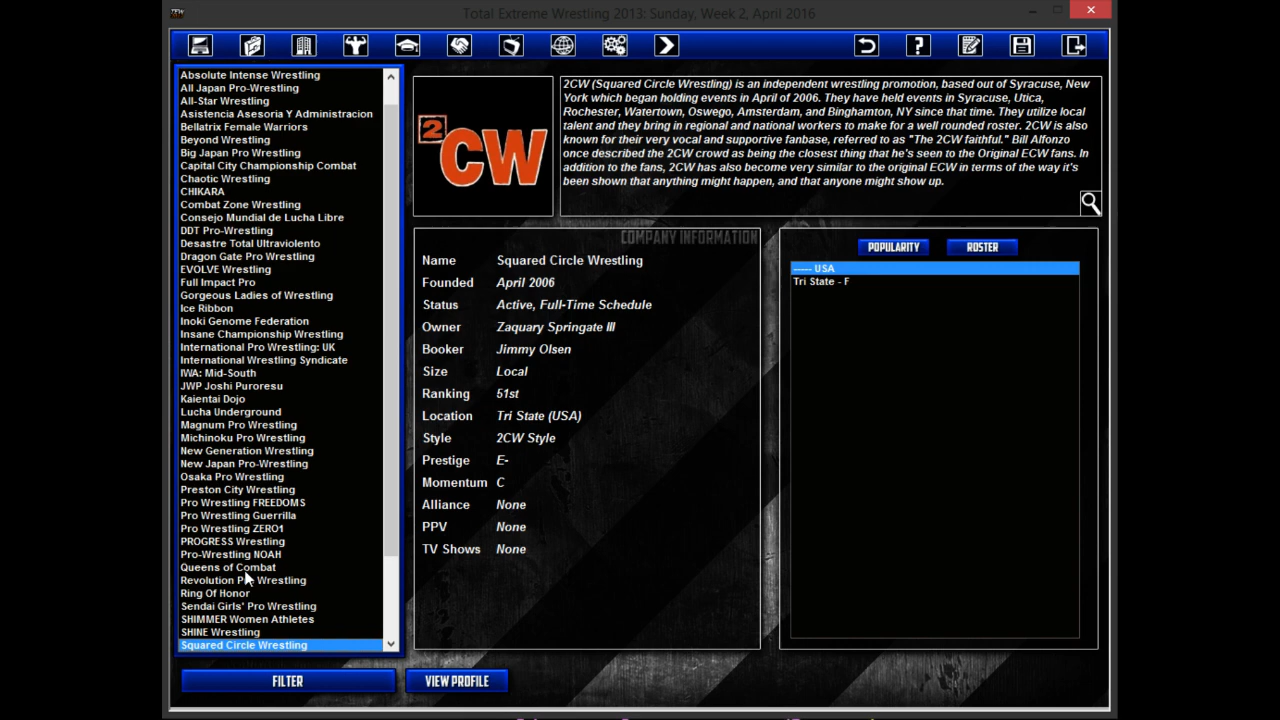 Total Extreme Wrestling 2013: Sunday, Week 2, April 2016
Absolute Intense Wrestling
All Japan Pro-Wrestling
All-Star Wrestling
Asistencia Asesoria Y Administracion
Bellatrix Female Warriors
Beyond Wrestling
Big Japan Pro Wrestling
Capital City Championship Combat
Chaotic Wrestling
CHIKARA
Combat Zone Wrestling
Consejo Mundial de Lucha Libre
DDT Pro-Wrestling
Desastre Total Ultraviolento
Dragon Gate Pro Wrestling
EVOLVE Wrestling
Full Impact Pro
Gorgeous Ladies of Wrestling
Ice Ribbon
Inoki Genome Federation
Insane Championship Wrestling
International Pro Wrestling: UK
International Wrestling Syndicate
IWA: Mid-South
JWP Joshi Puroresu
Kaientai Dojo
Lucha Underground
Magnum Pro Wrestling
Michinoku Pro Wrestling
New Generation Wrestling
New Japan Pro-Wrestling
Osaka Pro Wrestling
Preston City Wrestling
Pro Wrestling FREEDOMS
Pro Wrestling Guerrilla
Pro Wrestling ZERO1
PROGRESS Wrestling
Pro-Wrestling NOAH
Queens of Combat
Revolution Pro Wrestling
Ring Of Honor
Sendai Girls' Pro Wrestling
SHIMMER Women Athletes
SHINE Wrestling
Squared Circle Wrestling
FILTER
VIEW PROFILE
2CW
2CW (Squared Circle Wrestling) is an independent wrestling promotion, based out of Syracuse, New
York which began holding events in April of 2006. They have held events in Syracuse, Utica,
Rochester, Watertown, Oswego, Amsterdam, and Binghamton, NY since that time. They utilize local
talent and they bring in regional and national workers to make for a well rounded roster. 2CW is also
known for their very vocal and supportive fanbase, referred to as "The 2CW faithful." Bill Alfonzo
once described the 2CW crowd as being the closest thing that he's seen to the Original ECW fans. In
addition to the fans, 2CW has also become very similar to the original ECW in terms of the way it's
been shown that anything might happen, and that anyone might show up.
COMPANY INFORMATION
Name Squared Circle Wrestling
Founded April 2006
Status Active, Full-Time Schedule
Owner Zaquary Springate III
Booker Jimmy Olsen
Size Local
Ranking 51st
Location Tri State (USA)
Style 2CW Style
Prestige E-
Momentum C
Alliance None
PPV None
TV Shows None
POPULARITY ROSTER
------ USA
Tri State - F